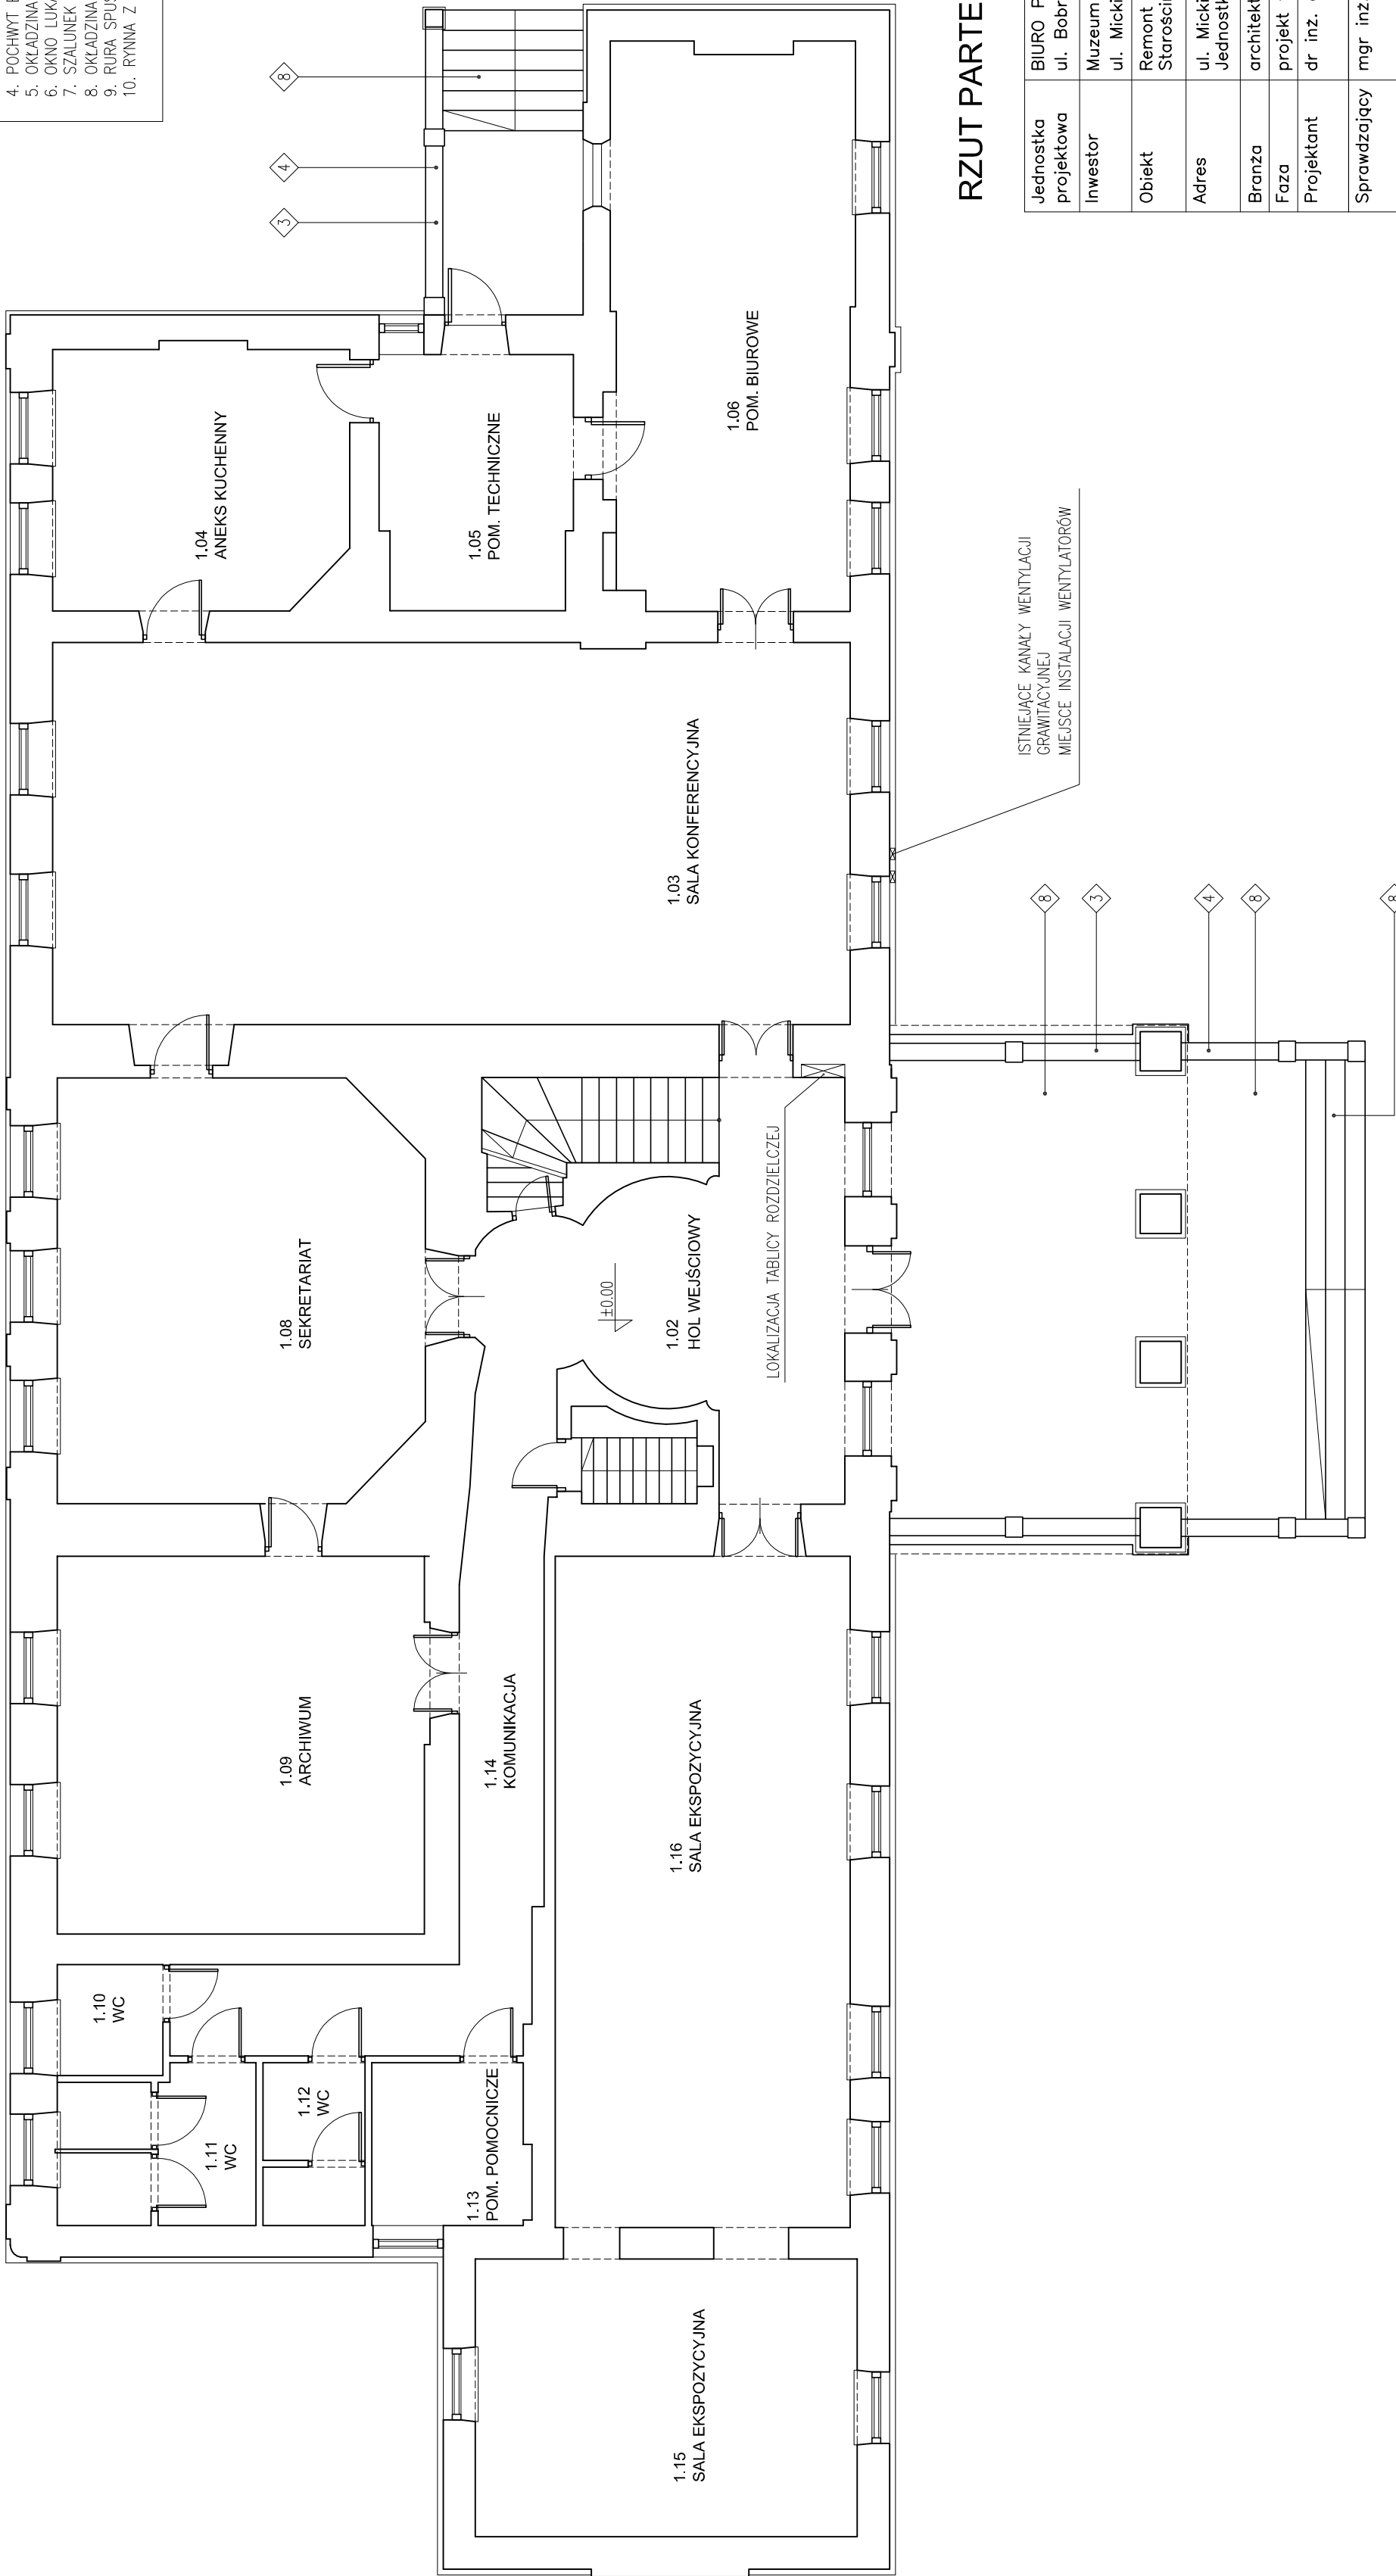 4. POCHWYT
5. OKŁADZINA
6. OKNO
7. SZALUNEK
8. OKŁADZINA
9. RURA
10. RYNNA Z
8
4
3
1.04
ANEKS KUCHENNY
1.05
POM. TECHNICZNE
1.06
POM. BIUROWE
1.03
SALA KONFERENCYJNA
1.08
SEKRETARIAT
±0.00
1.02
HOL WEJŚCIOWY
LOKALIZACJA TABLICY ROZDZIELCZEJ
1.09
ARCHIWUM
1.14
KOMUNIKACJA
1.16
SALA EKSPOZYCYJNA
1.10
WC
1.11
WC
1.12
WC
1.13
POM. POMOCNICZE
1.15
SALA EKSPOZYCYJNA
ISTNIEJĄCE KANAŁY WENTYLACJI
GRAWITACYJNEJ
MIEJSCE INSTALACJI WENTYLATORÓW
8
3
4
8
8
RZUT PARTE
Jednostka
projektowa
BIURO P
ul. Bobr
Inwestor
Muzeum
ul. Micki
Obiekt
Remont
Starości
Adres
ul. Micki
Jednostk
Branża
architekt
Faza
projekt
Projektant
dr inż.
Sprawdzający
mgr inż.